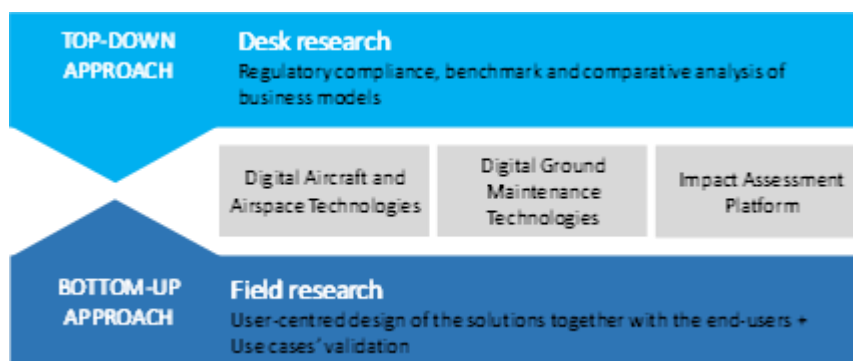 TOP-DOWN
APPROACH
Desk research
Regulatory compliance, benchmark and comparative analysis of
business models
Digital Aircraft and
Airspace Technologies
Digital Ground
Maintenance
Technologies
Impact Assessment
Platform
BOTTOM-UP
APPROACH
Field research
User-centred design of the solutions together with the end-users +
Use cases' validation